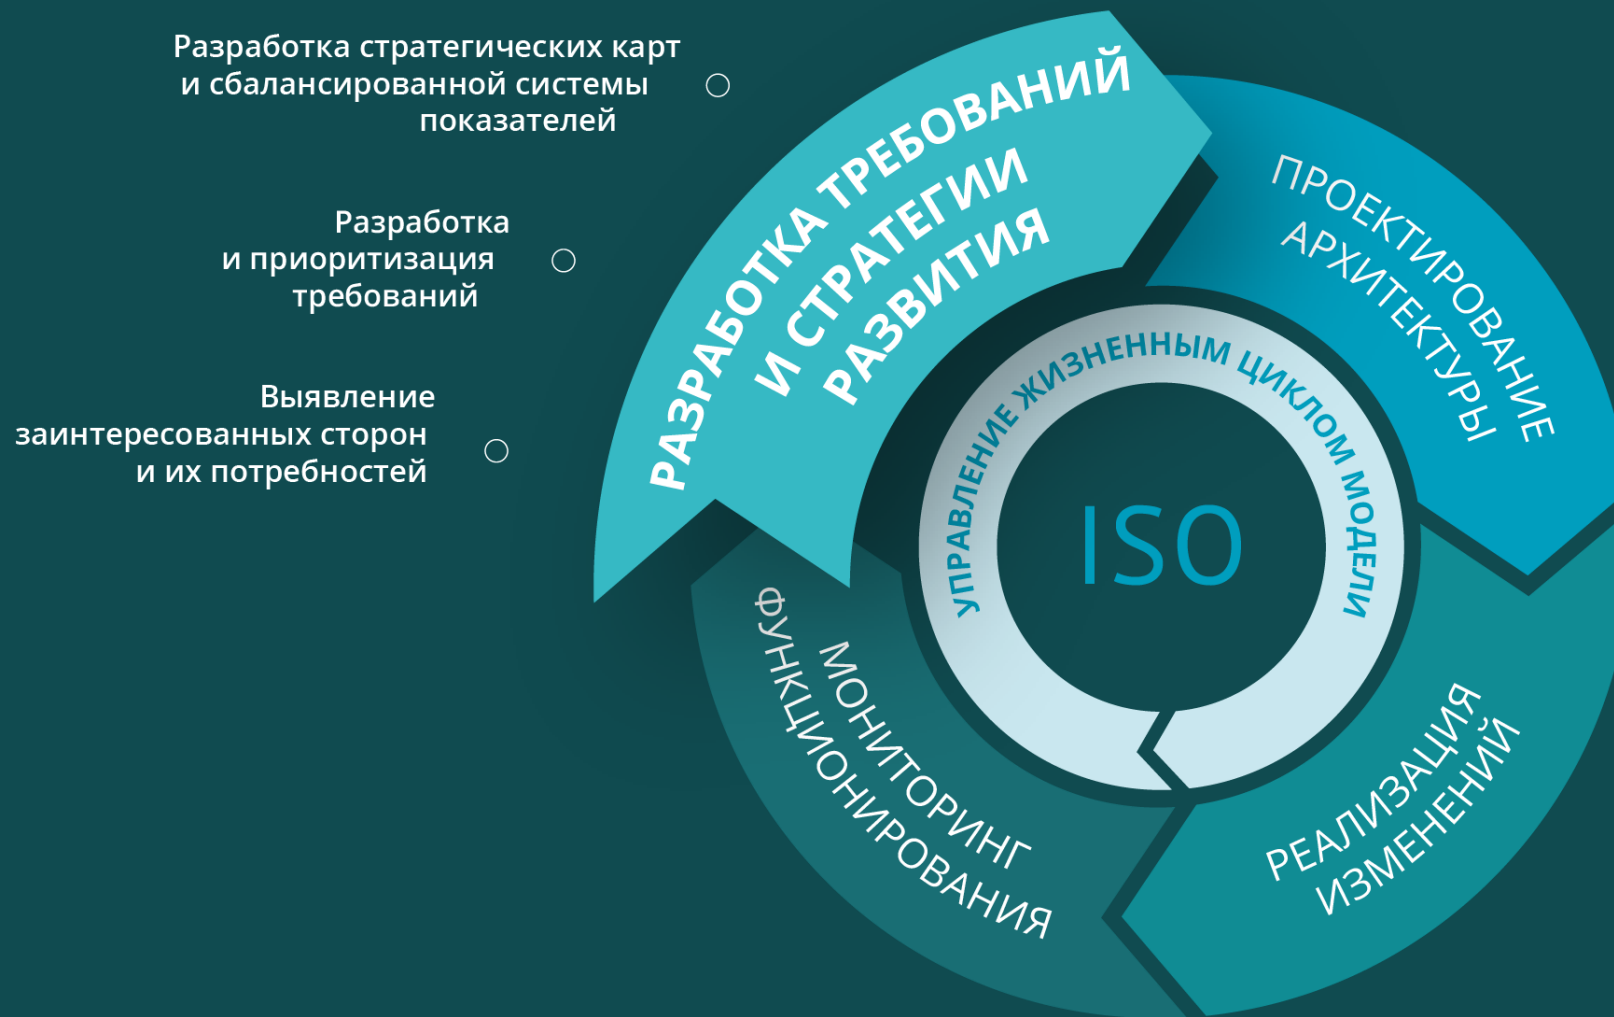 Разработка стратегических карт
и сбалансированной системы
показателей
Разработка
и приоритизация
требований
Выявление
заинтересованных сторон
и их потребностей
РАЗРАБОТКА ТРЕБОВАНИЙ
И СТРАТЕГИИ
РАЗВИТИЯ
ПРОЕКТИРОВАНИЕ
АРХИТЕКТУРЫ
РЕАЛИЗАЦИЯ
ИЗМЕНЕНИЙ
МОНИТОРИНГ
ФУНКЦИОНИРОВАНИЯ
УПРАВЛЕНИЕ ЖИЗНЕННЫМ ЦИКЛОМ МОДЕЛИ
ISO